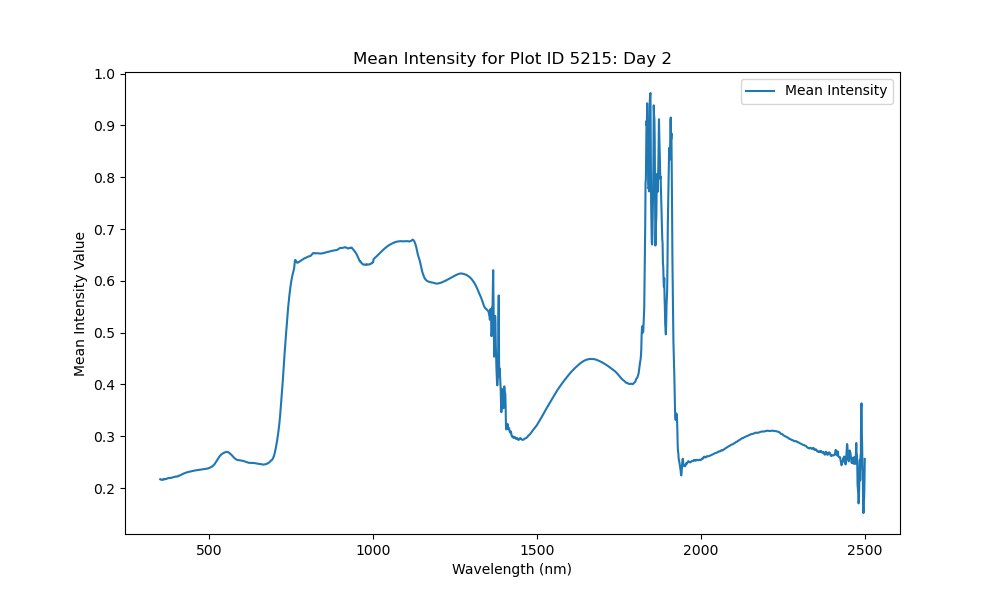 Mean Intensity for Plot ID 5215: Day 2
Mean Intensity
Mean Intensity Value
1.0
0.9
0.8
0.7
0.6
0.5
0.4
0.3
0.2
500 1000 1500 2000 2500
Wavelength (nm)